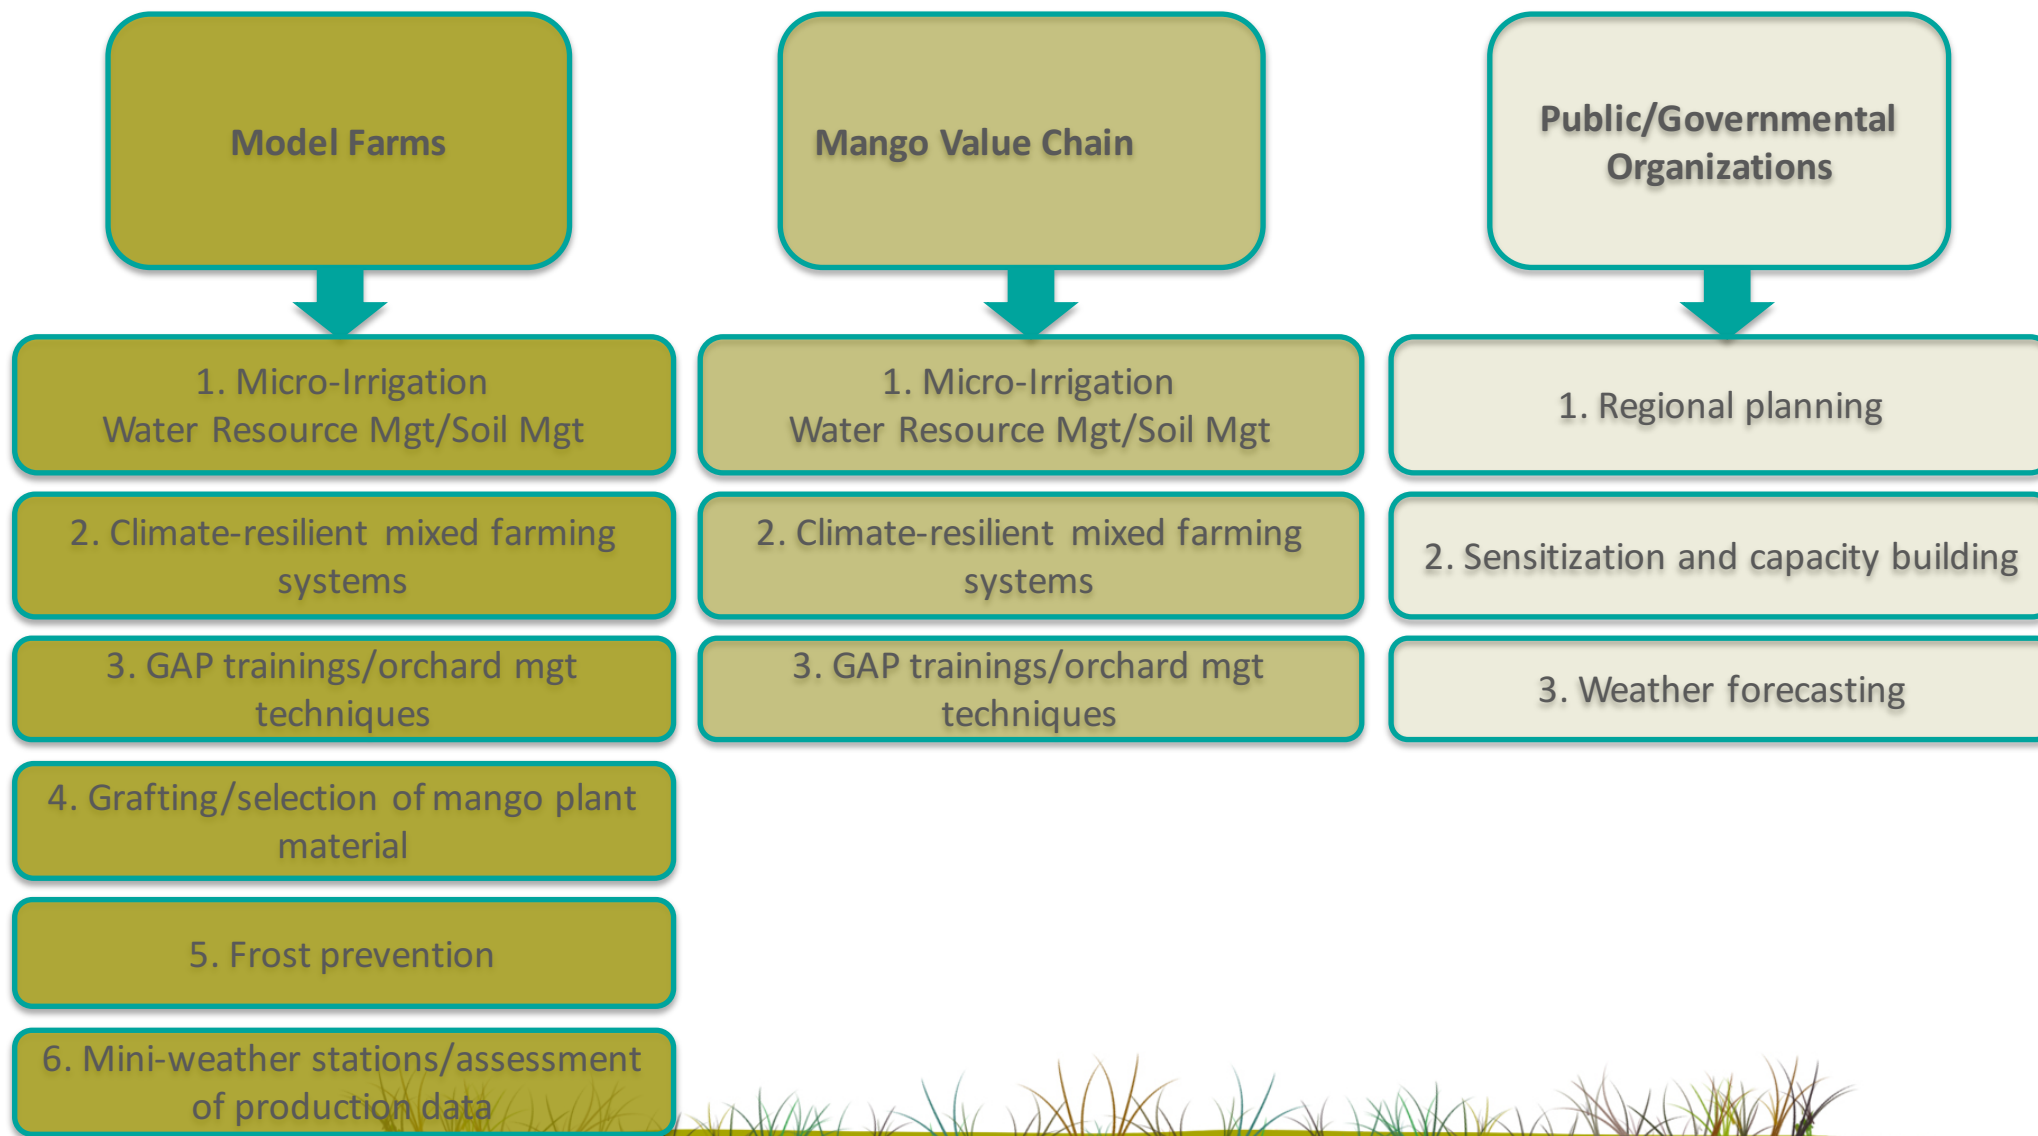 Model Farms
1. Micro-Irrigation
Water Resource Mgt/Soil Mgt
2. Climate-resilient mixed farming
systems
3. GAP trainings/orchard mgt
techniques
4. Grafting/selection of mango plant
material
5. Frost prevention
6. Mini-weather stations/assessment
of production data
Mango Value Chain
1. Micro-Irrigation
Water Resource Mgt/Soil Mgt
2. Climate-resilient mixed farming
systems
3. GAP trainings/orchard mgt
techniques
Public/Governmental
Organizations
1. Regional planning
2. Sensitization and capacity building
3. Weather forecasting